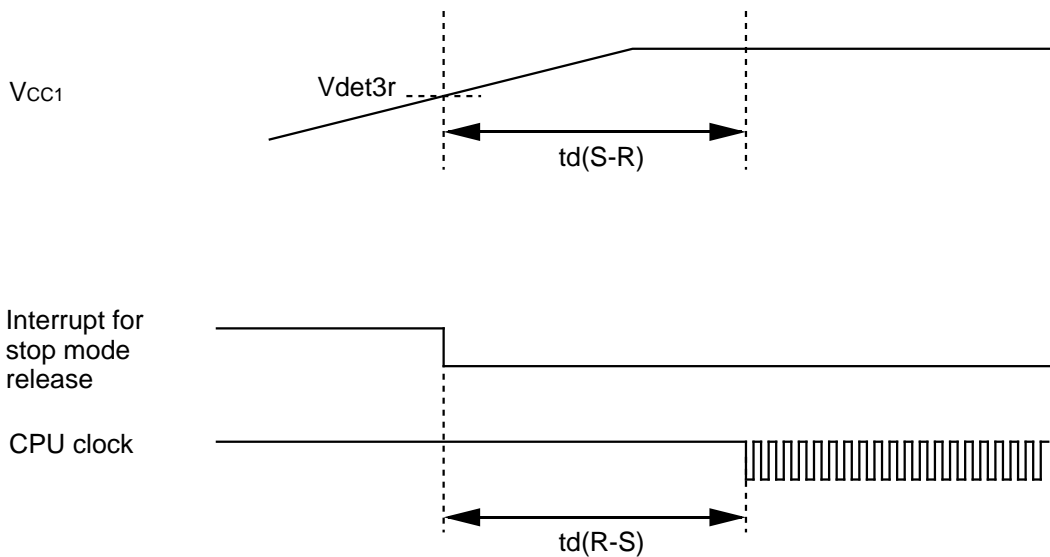 Vdet3r
VCC1
td(S-R)
Interrupt for
stop mode
release
CPU clock
td(R-S)